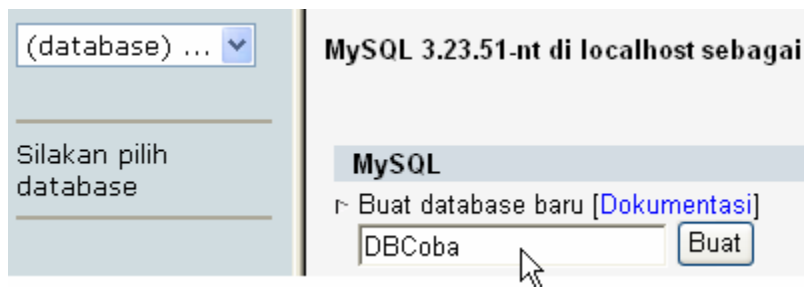 (database) ...
Silakan pilih
database
MySQL 3.23.51-nt di localhost sebagai
MySQL
Buat database baru [Dokumentasi]
DBCoba
Buat